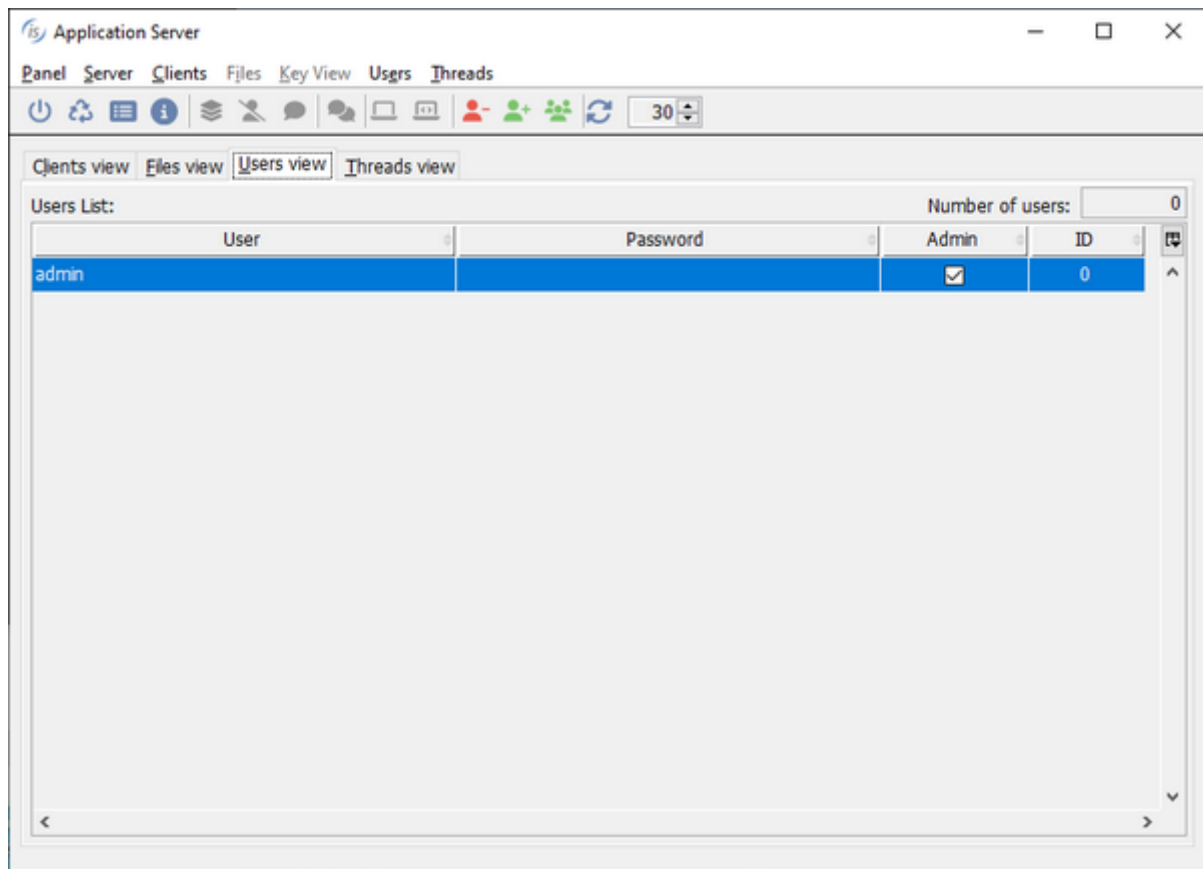 is Application Server
Panel Server Clients Files Key View Users Threads
30
Clients view Files view Users view Threads view
Users List: Number of users: 0
User Password Admin ID
admin 0